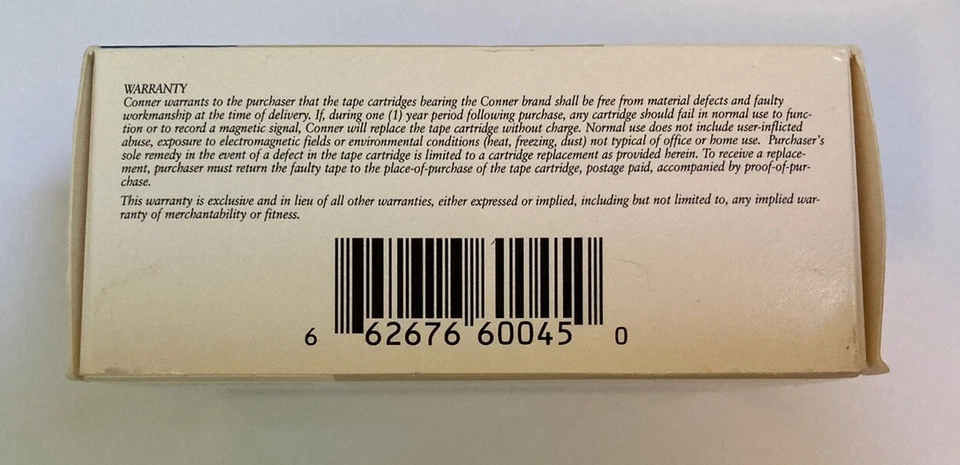 WARRANTY
Conner warrants to the purchaser that the tape cartridges bearing the Conner brand shall be free from material defects and faulty
workmanship at the time of delivery. If, during one (1) year period following purchase, any cartridge should fail in normal use to func-
tion or to record a magnetic signal, Conner will replace the tape cartridge without charge. Normal use does not include user-inflicted
abuse, exposure to electromagnetic fields or environmental conditions (heat, freezing, dust) not typical of office or home use. Purchaser's
sole remedy in the event of a defect in the tape cartridge is limited to a cartridge replacement as provided herein. To receive a replace-
ment, purchaser must return the faulty tape to the place-of-purchase of the tape cartridge, postage paid, accompanied by proof-of-pur-
chase.
This warranty is exclusive and in lieu of all other warranties, either expressed or implied, including but not limited to, any implied war-
ranty of merchantability or fitness.
6 62676 60045 0